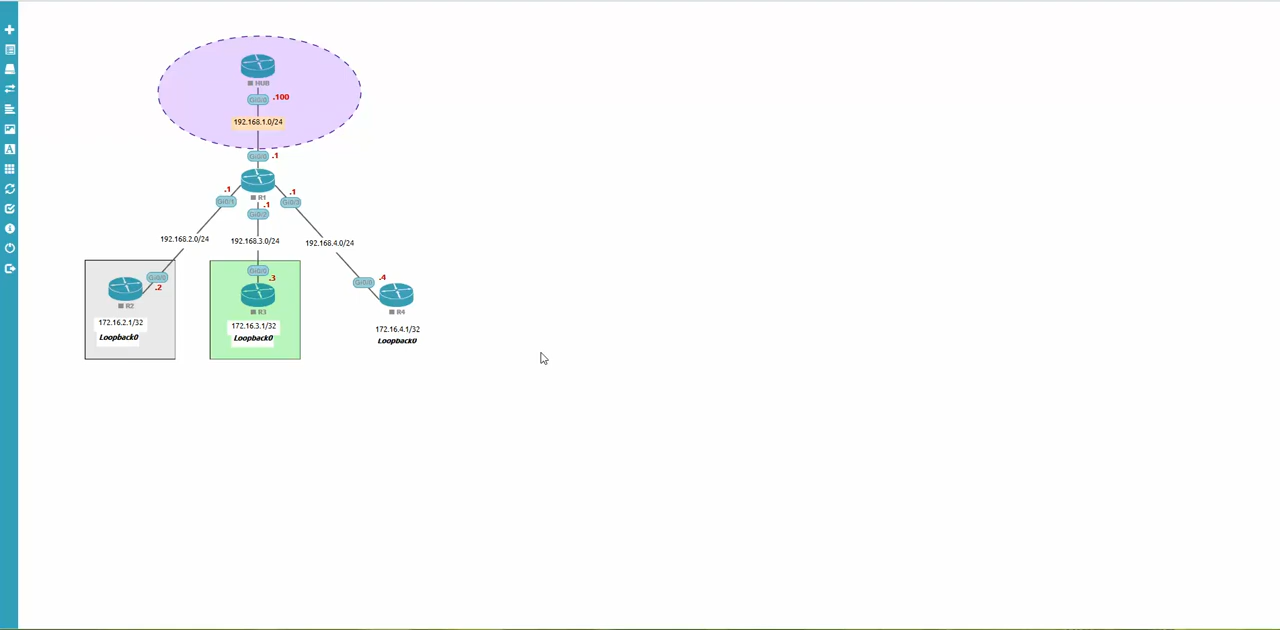 HUB
Gi0/0
.100
192.168.1.0/24
Gi0/0
.1
R1
.1
Gi0/1
.1
Gi0/2
.1
Gi0/3
192.168.2.0/24
192.168.3.0/24
192.168.4.0/24
Gi0/0
.2
R2
172.16.2.1/32
Loopback0
Gi0/0
.3
R3
172.16.3.1/32
Loopback0
Gi0/0
.4
R4
172.16.4.1/32
Loopback0